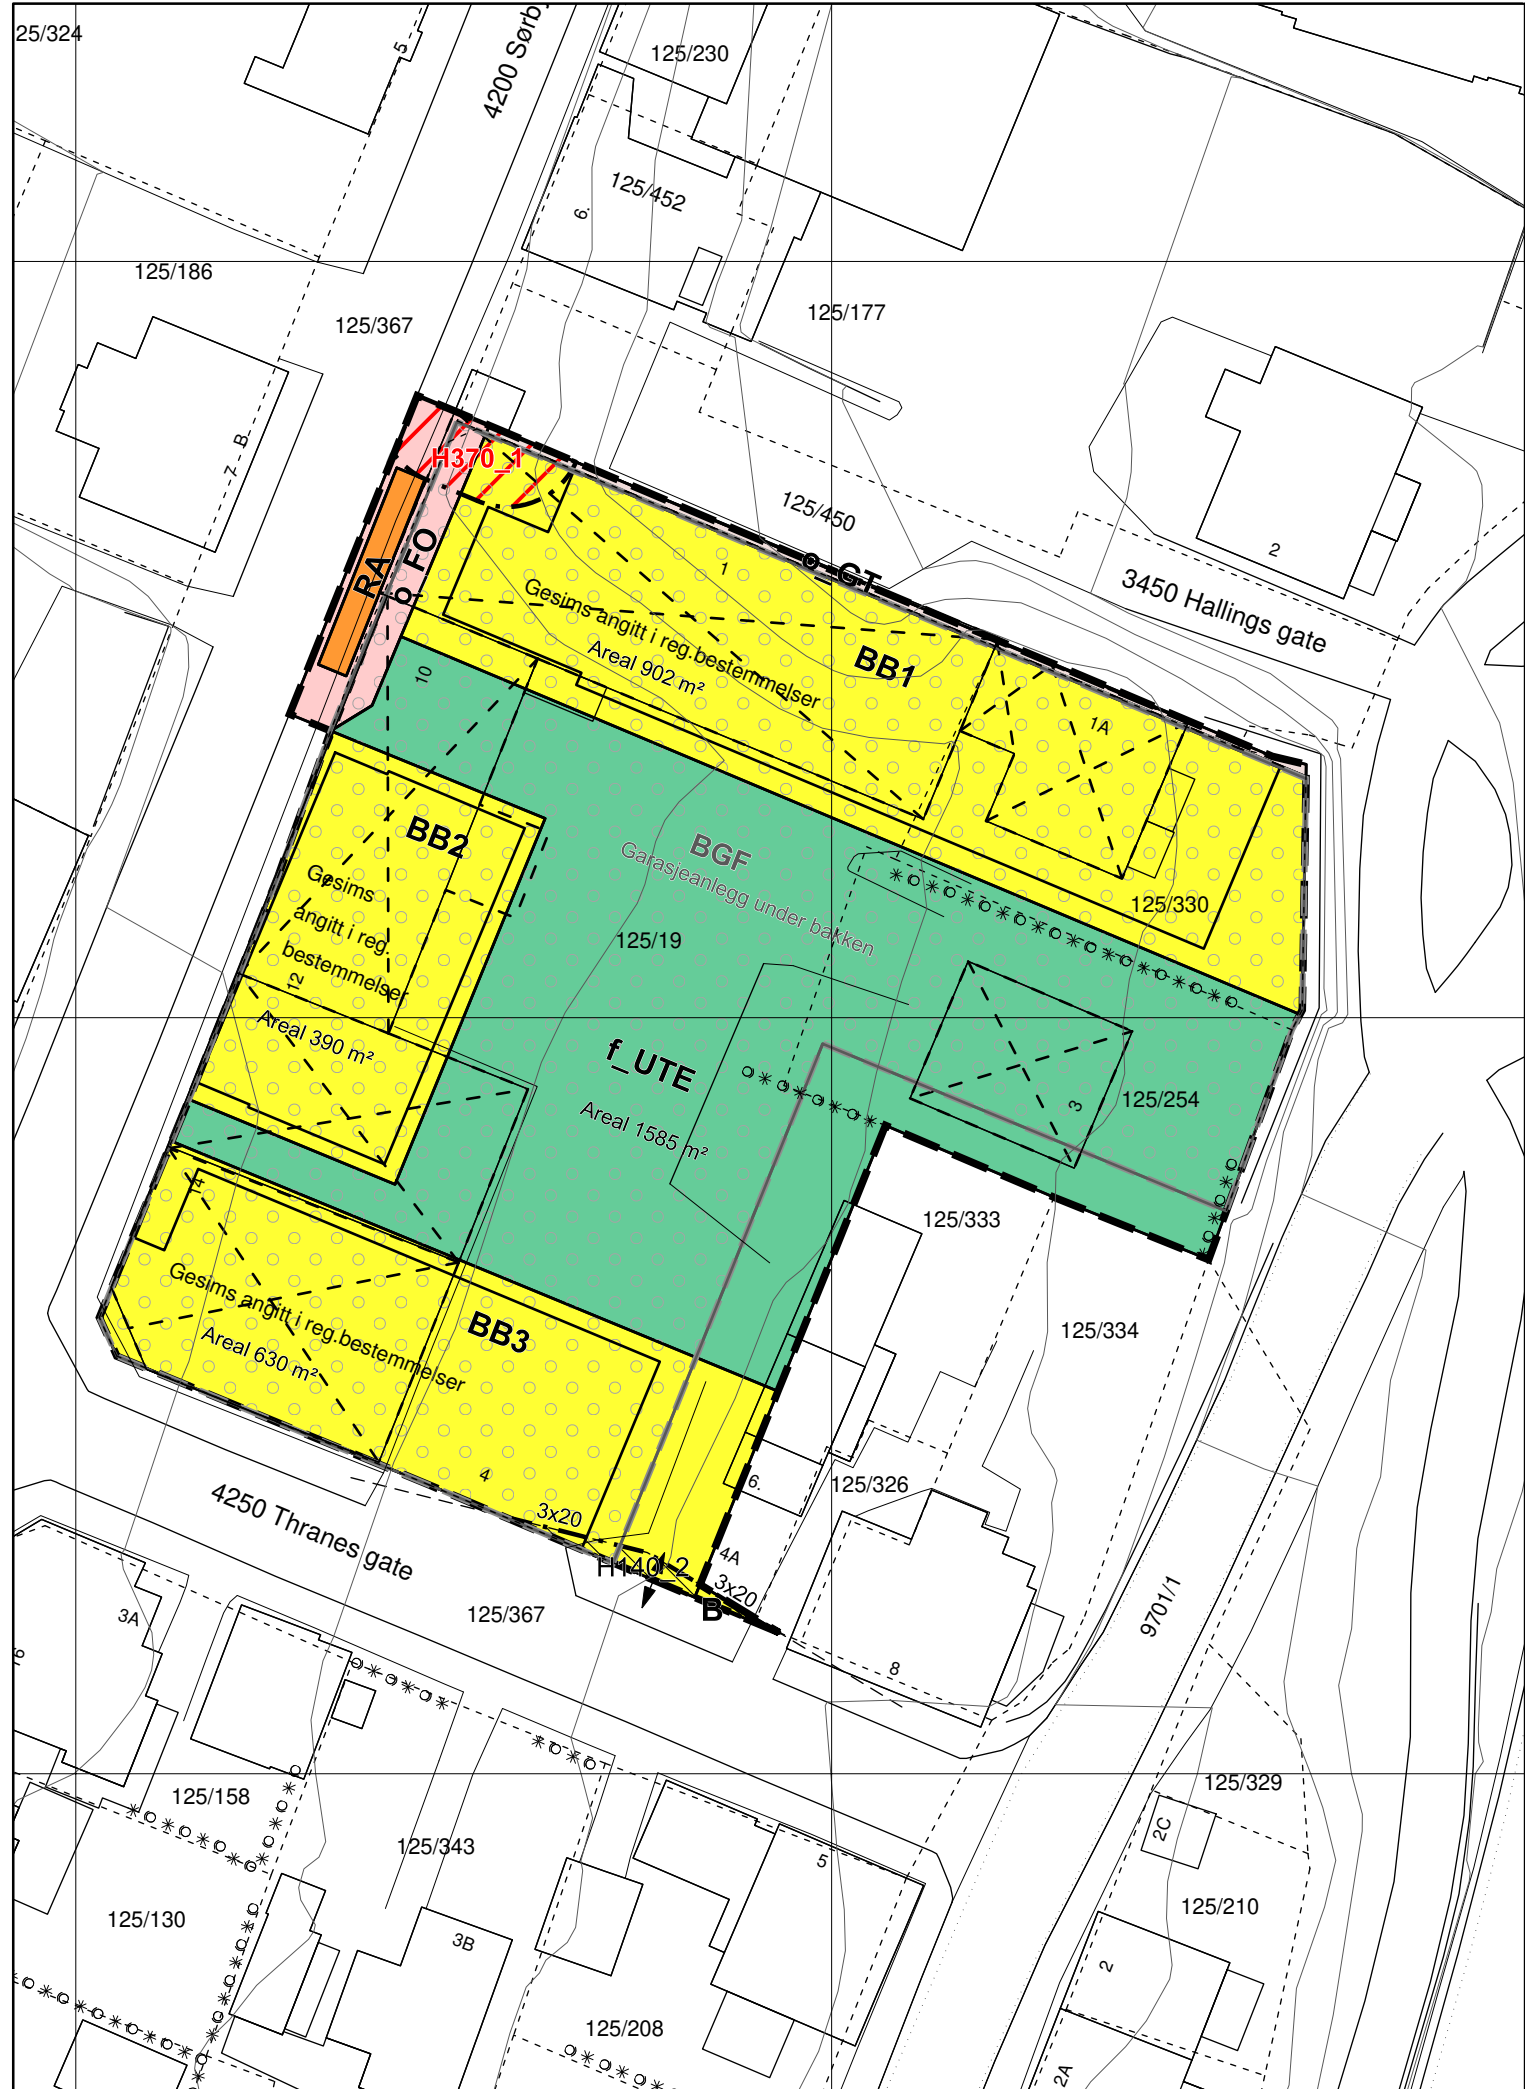 25/324
5
4200 Sørby
125/230
125/452
6.
125/186
125/367
125/177
7 B
H370_1
125/450
2
3450 Hallings gate
RA
o_FO
o_GT
1
Gesims angitt i reg.bestemmelser
Areal 902 m²
BB1
1A
10
BB2
Gesims
angitt i reg.
bestemmelser
12
Areal 390 m²
BGF
Garasjeanlegg under bakken
125/330
125/19
f_UTE
Areal 1585 m²
3
125/254
125/333
125/334
14
Gesims angitt i reg.bestemmelser
Areal 630 m²
BB3
4
3x20
6.
125/326
4250 Thranes gate
H140_2
4A
3x20
B
125/367
3A
8
9701/1
125/158
125/343
125/329
2C
5
125/130
3B
125/210
2
125/208
2A